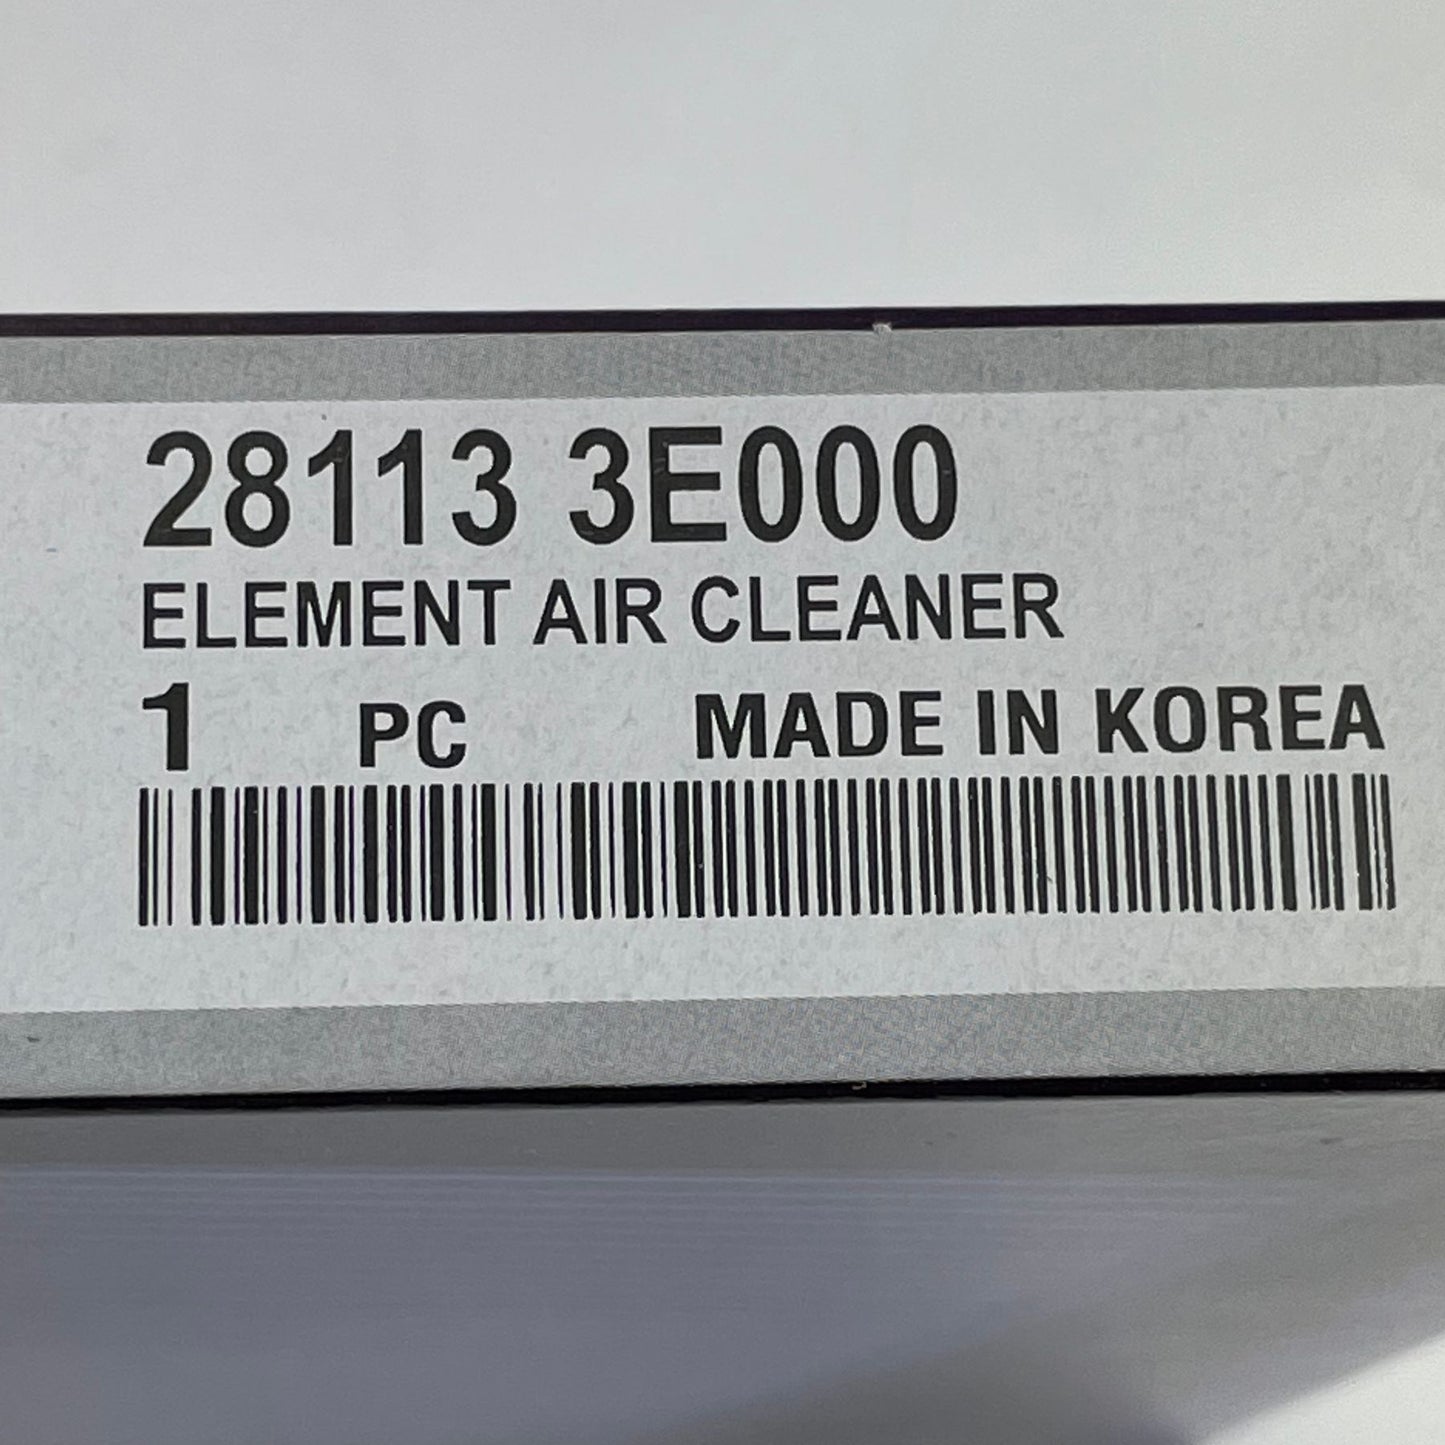 28113 3E000
ELEMENT AIR CLEANER
1 PC MADE IN KOREA